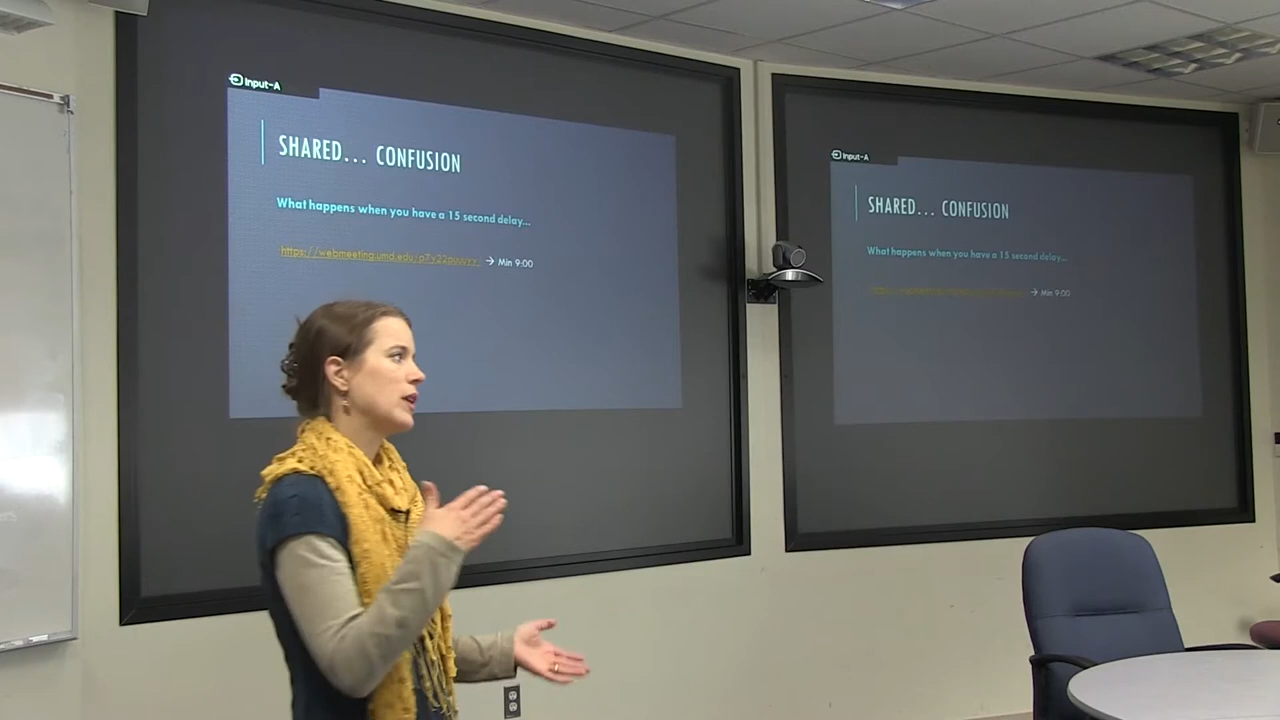 Input-A
SHARED... CONFUSION
What happens when you have a 15 second delay...
→ Min 9:00
Input-A
SHARED... CONFUSION
What happens when you have a 15 second delay...
→ Min 9:00